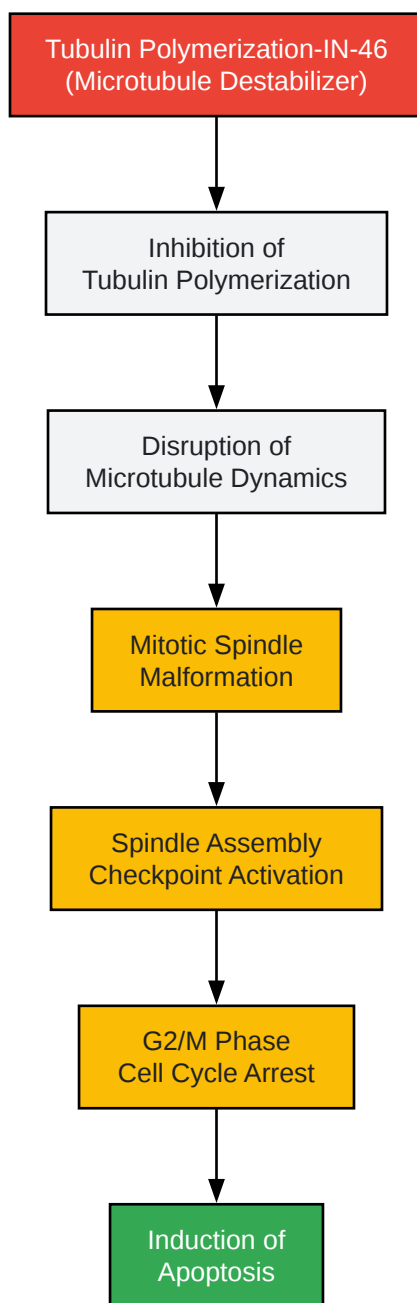 Tubulin Polymerization-IN-46
(Microtubule Destabilizer)
Inhibition of
Tubulin Polymerization
Disruption of
Microtubule Dynamics
Mitotic Spindle
Malformation
Spindle Assembly
Checkpoint Activation
G2/M Phase
Cell Cycle Arrest
Induction of
Apoptosis